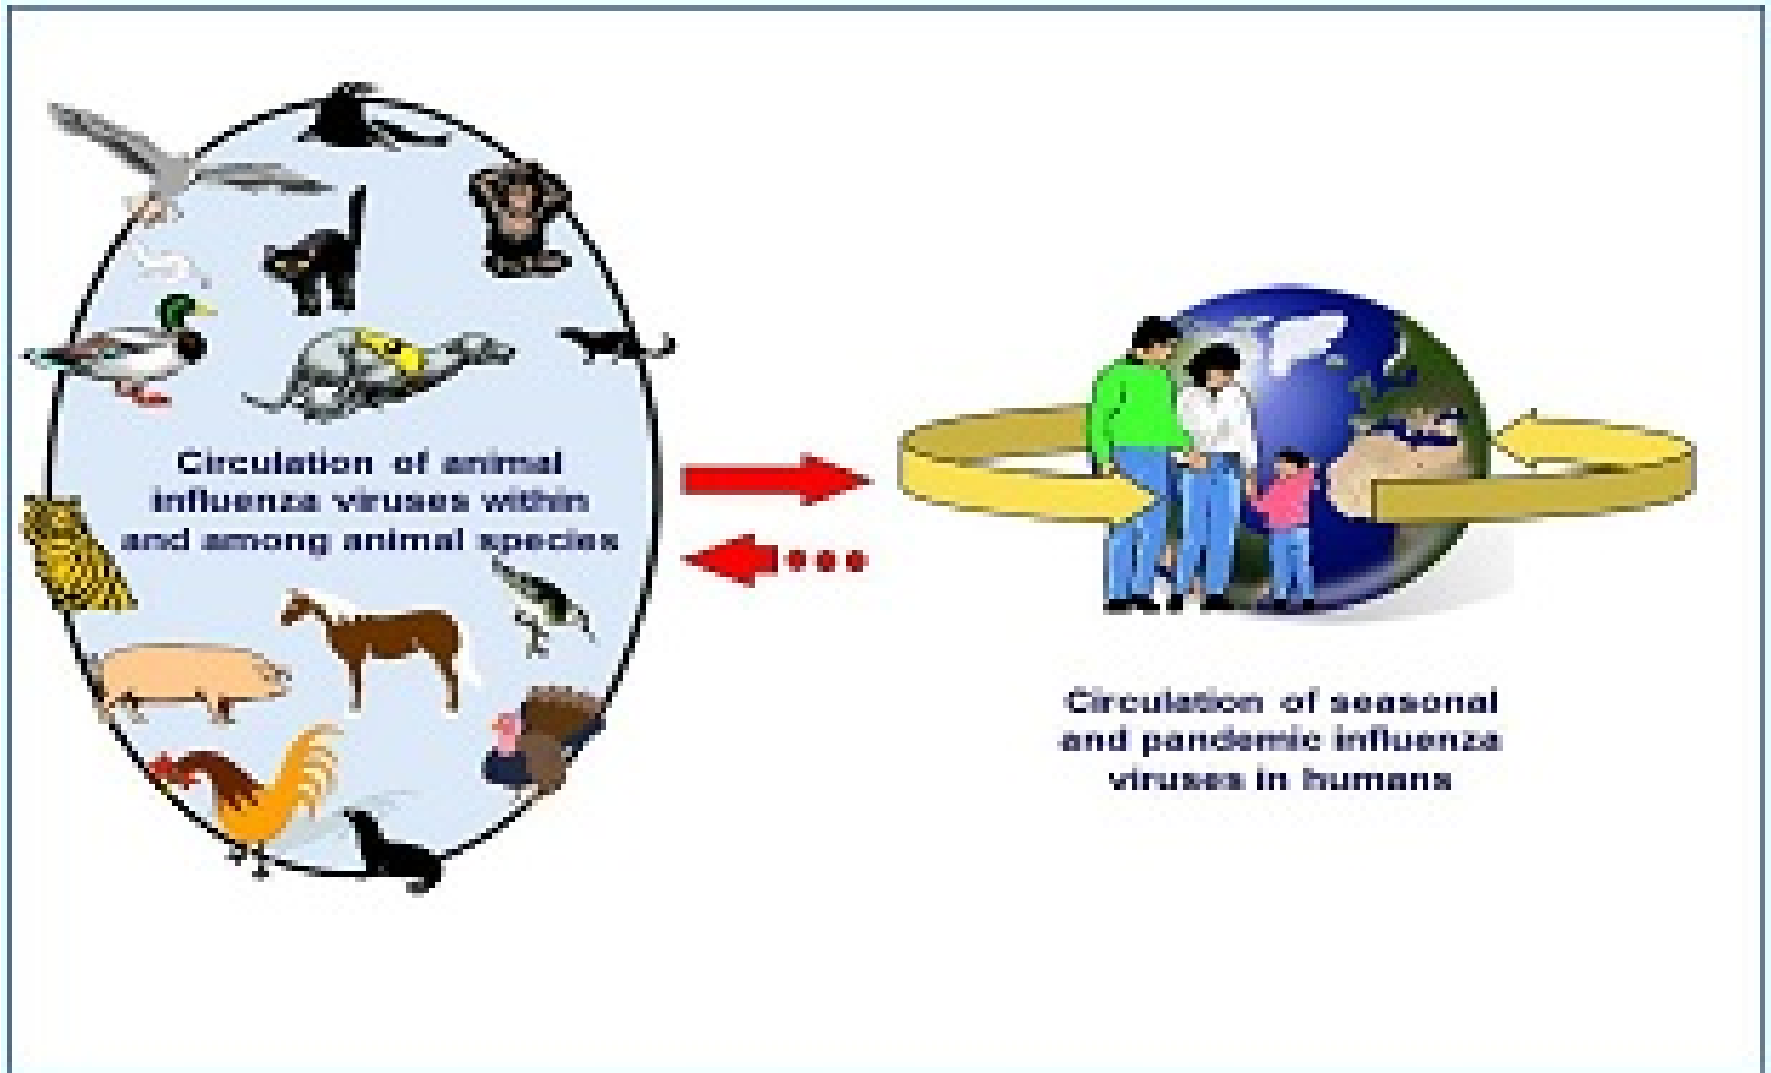 Circulation of animal
influenza viruses within
and among animal species
Circulation of seasonal
and pandemic influenza
viruses in humans